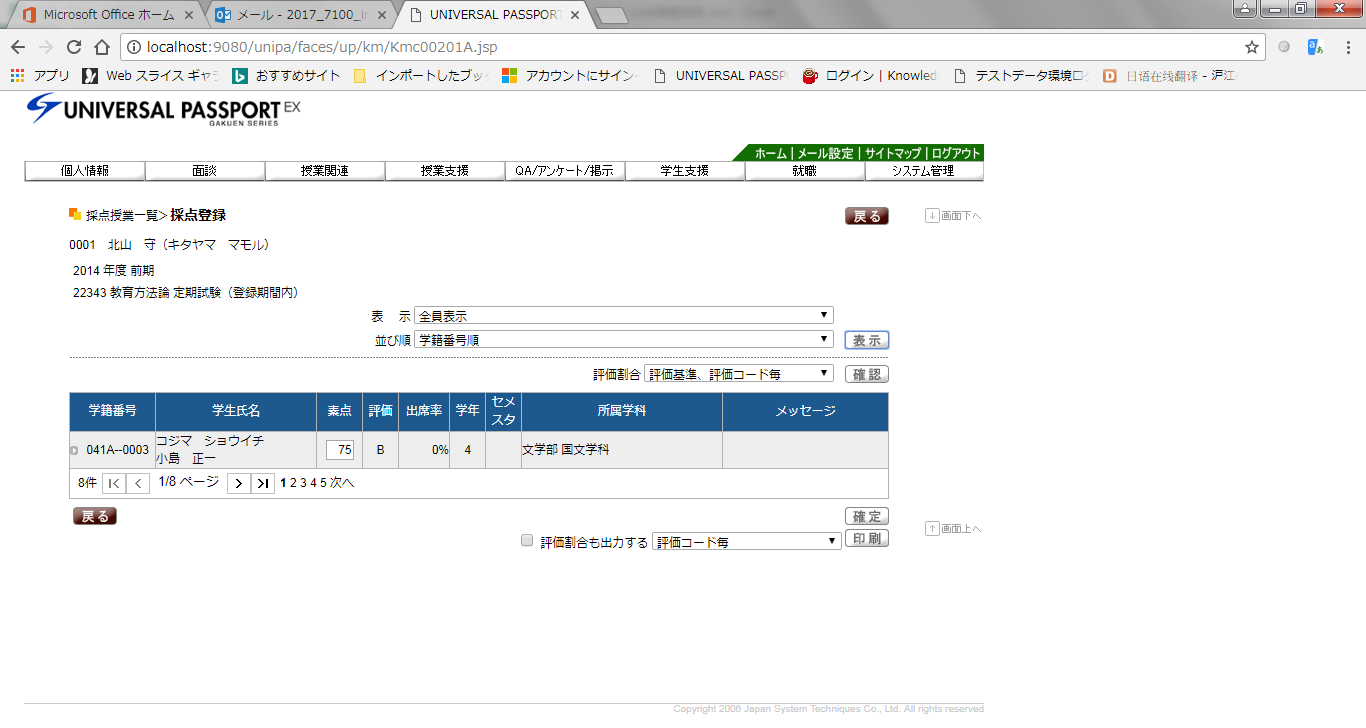 Microsoft Office ホーム
メール - 2017_7100_in
UNIVERSAL PASSPORT
localhost:9080/unipa/faces/up/km/Kmc00201A.jsp
アプリ Web スライス ギャラ おすすめサイト インポートしたブック アカウントにサイン UNIVERSAL PASSP ログイン | Knowled テストデータ環境ロ 日语在线翻译 - 沪江
UNIVERSAL PASSPORT EX
GAKUEN SERIES
ホーム | メール設定 | サイトマップ | ログアウト
個人情報 面談 授業関連 授業支援 QA/アンケート/掲示 学生支援 就職 システム管理
採点授業一覧> 採点登録
戻る
↓画面下へ
0001 北山 守（キタヤマ マモル）
2014 年度 前期
22343 教育方法論 定期試験（登録期間内）
表 示 全員表示
並び順 学籍番号順 表示
評価割合 評価基準、評価コード毎 確認
学籍番号 学生氏名 素点 評価 出席率 学年 セメスタ 所属学科 メッセージ
041A--0003 コジマ ショウイチ 75 B 0% 4 文学部 国文学科
小島 正一
8件 1/8 ページ 1 2 3 4 5 次へ
戻る 確定
↑画面上へ
評価割合も出力する 評価コード毎 印刷
Copyright 2006 Japan System Techniques Co., Ltd. All rights reserved